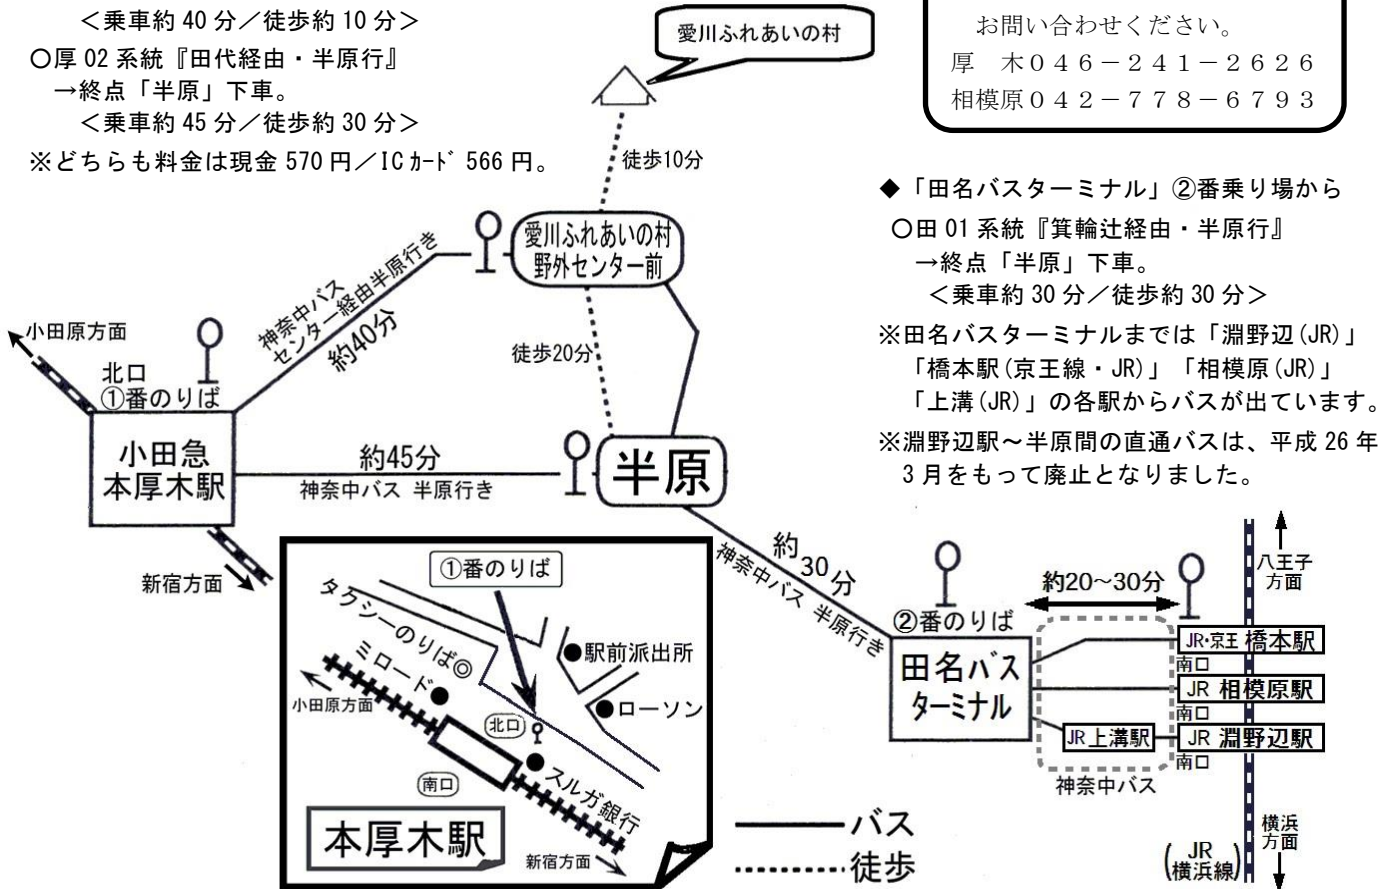 ＜乗車約 40 分／徒歩約 10 分＞
〇厚 02 系統『田代経由・半原行』
→終点「半原」下車。
＜乗車約 45 分／徒歩約 30 分＞
※どちらも料金は現金 570 円／IC ｶｰﾄﾞ 566 円。
愛川ふれあいの村
お問い合わせください。
厚　木０４６－２４１－２６２６
相模原０４２－７７８－６７９３
徒歩10分
愛川ふれあいの村
野外センター前
神奈中バス
センター経由半原行き
約40分
徒歩20分
小田原方面
北口
①番のりば
小田急
本厚木駅
新宿方面
約45分
神奈中バス 半原行き
半原
◆「田名バスターミナル」②番乗り場から
〇田 01 系統『箕輪辻経由・半原行』
→終点「半原」下車。
＜乗車約 30 分／徒歩約 30 分＞
※田名バスターミナルまでは「淵野辺(JR)」
「橋本駅(京王線・JR)」「相模原(JR)」
「上溝(JR)」の各駅からバスが出ています。
※淵野辺駅～半原間の直通バスは、平成 26 年
3 月をもって廃止となりました。
約30分
神奈中バス 半原行き
②番のりば
田名バス
ターミナル
約20～30分
八王子
方面
JR・京王 橋本駅
南口
JR 相模原駅
南口
JR 上溝駅
JR 淵野辺駅
南口
神奈中バス
横浜
方面
(JR
横浜線)
①番のりば
タクシーのりば◎
駅前派出所
ミロード
ローソン
小田原方面
北口
南口
スルガ銀行
本厚木駅
新宿方面
バス
徒歩